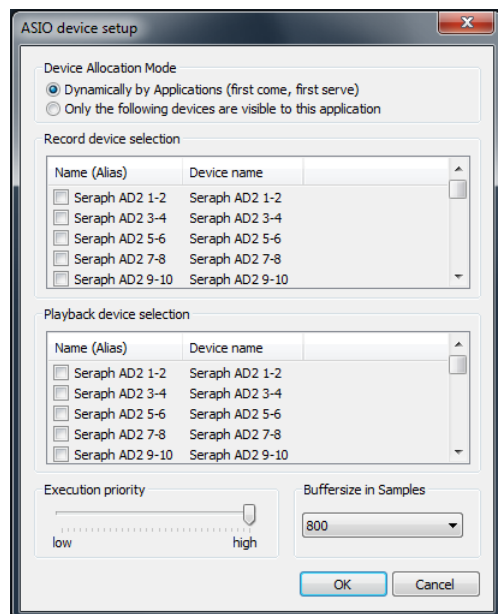 ASIO device setup
X
Device Allocation Mode
Dynamically by Applications (first come, first serve)
Only the following devices are visible to this application
Record device selection
Name (Alias) Device name
Seraph AD2 1-2 Seraph AD2 1-2
Seraph AD2 3-4 Seraph AD2 3-4
Seraph AD2 5-6 Seraph AD2 5-6
Seraph AD2 7-8 Seraph AD2 7-8
Seraph AD2 9-10 Seraph AD2 9-10
Playback device selection
Name (Alias) Device name
Seraph AD2 1-2 Seraph AD2 1-2
Seraph AD2 3-4 Seraph AD2 3-4
Seraph AD2 5-6 Seraph AD2 5-6
Seraph AD2 7-8 Seraph AD2 7-8
Seraph AD2 9-10 Seraph AD2 9-10
Execution priority
low high
Buffersize in Samples
800
OK Cancel